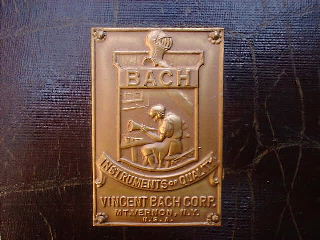 BACH
INSTRUMENTS OF QUALITY
VINCENT BACH CORP.
MT. VERNON, N.Y.
U.S.A.